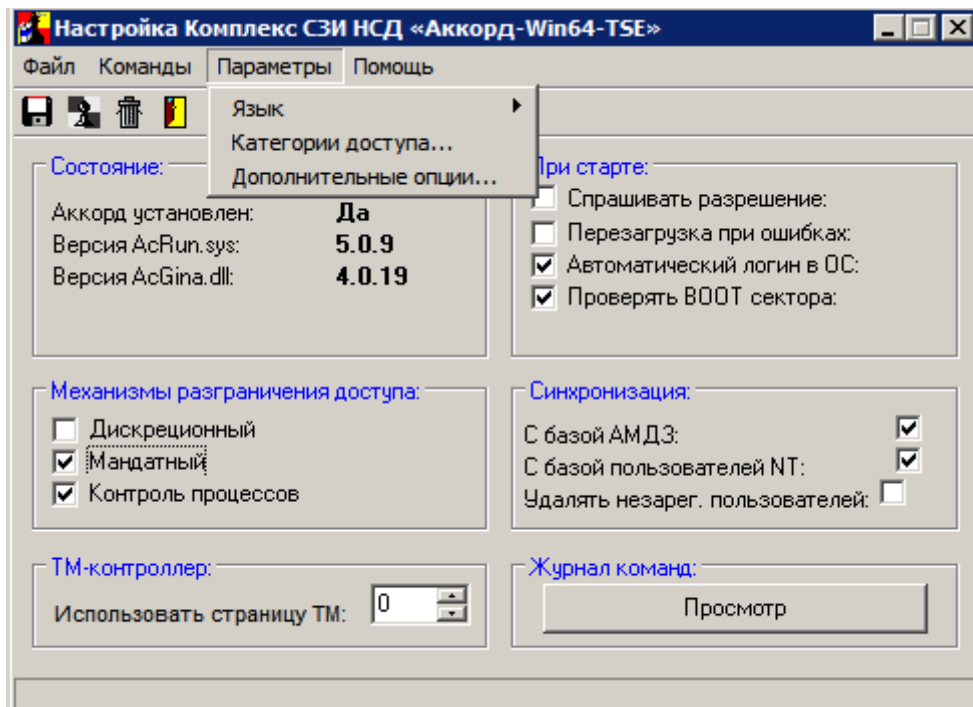 Настройка Комплекс СЗИ НСД «Аккорд-Win64-TSE»
Файл Команды Параметры Помощь
Язык
Категории доступа...
Дополнительные опции...
Состояние:
Аккорд установлен: Да
Версия AcRun.sys: 5.0.9
Версия AcGina.dll: 4.0.19
При старте:
Спрашивать разрешение:
Перезагрузка при ошибках:
Автоматический логин в ОС:
Проверять BOOT сектора:
Механизмы разграничения доступа:
Дискреционный
Мандатный
Контроль процессов
Синхронизация:
С базой АМДЗ:
С базой пользователей NT:
Удалять незарег. пользователей:
ТМ-контроллер:
Использовать страницу ТМ: 0
Журнал команд:
Просмотр